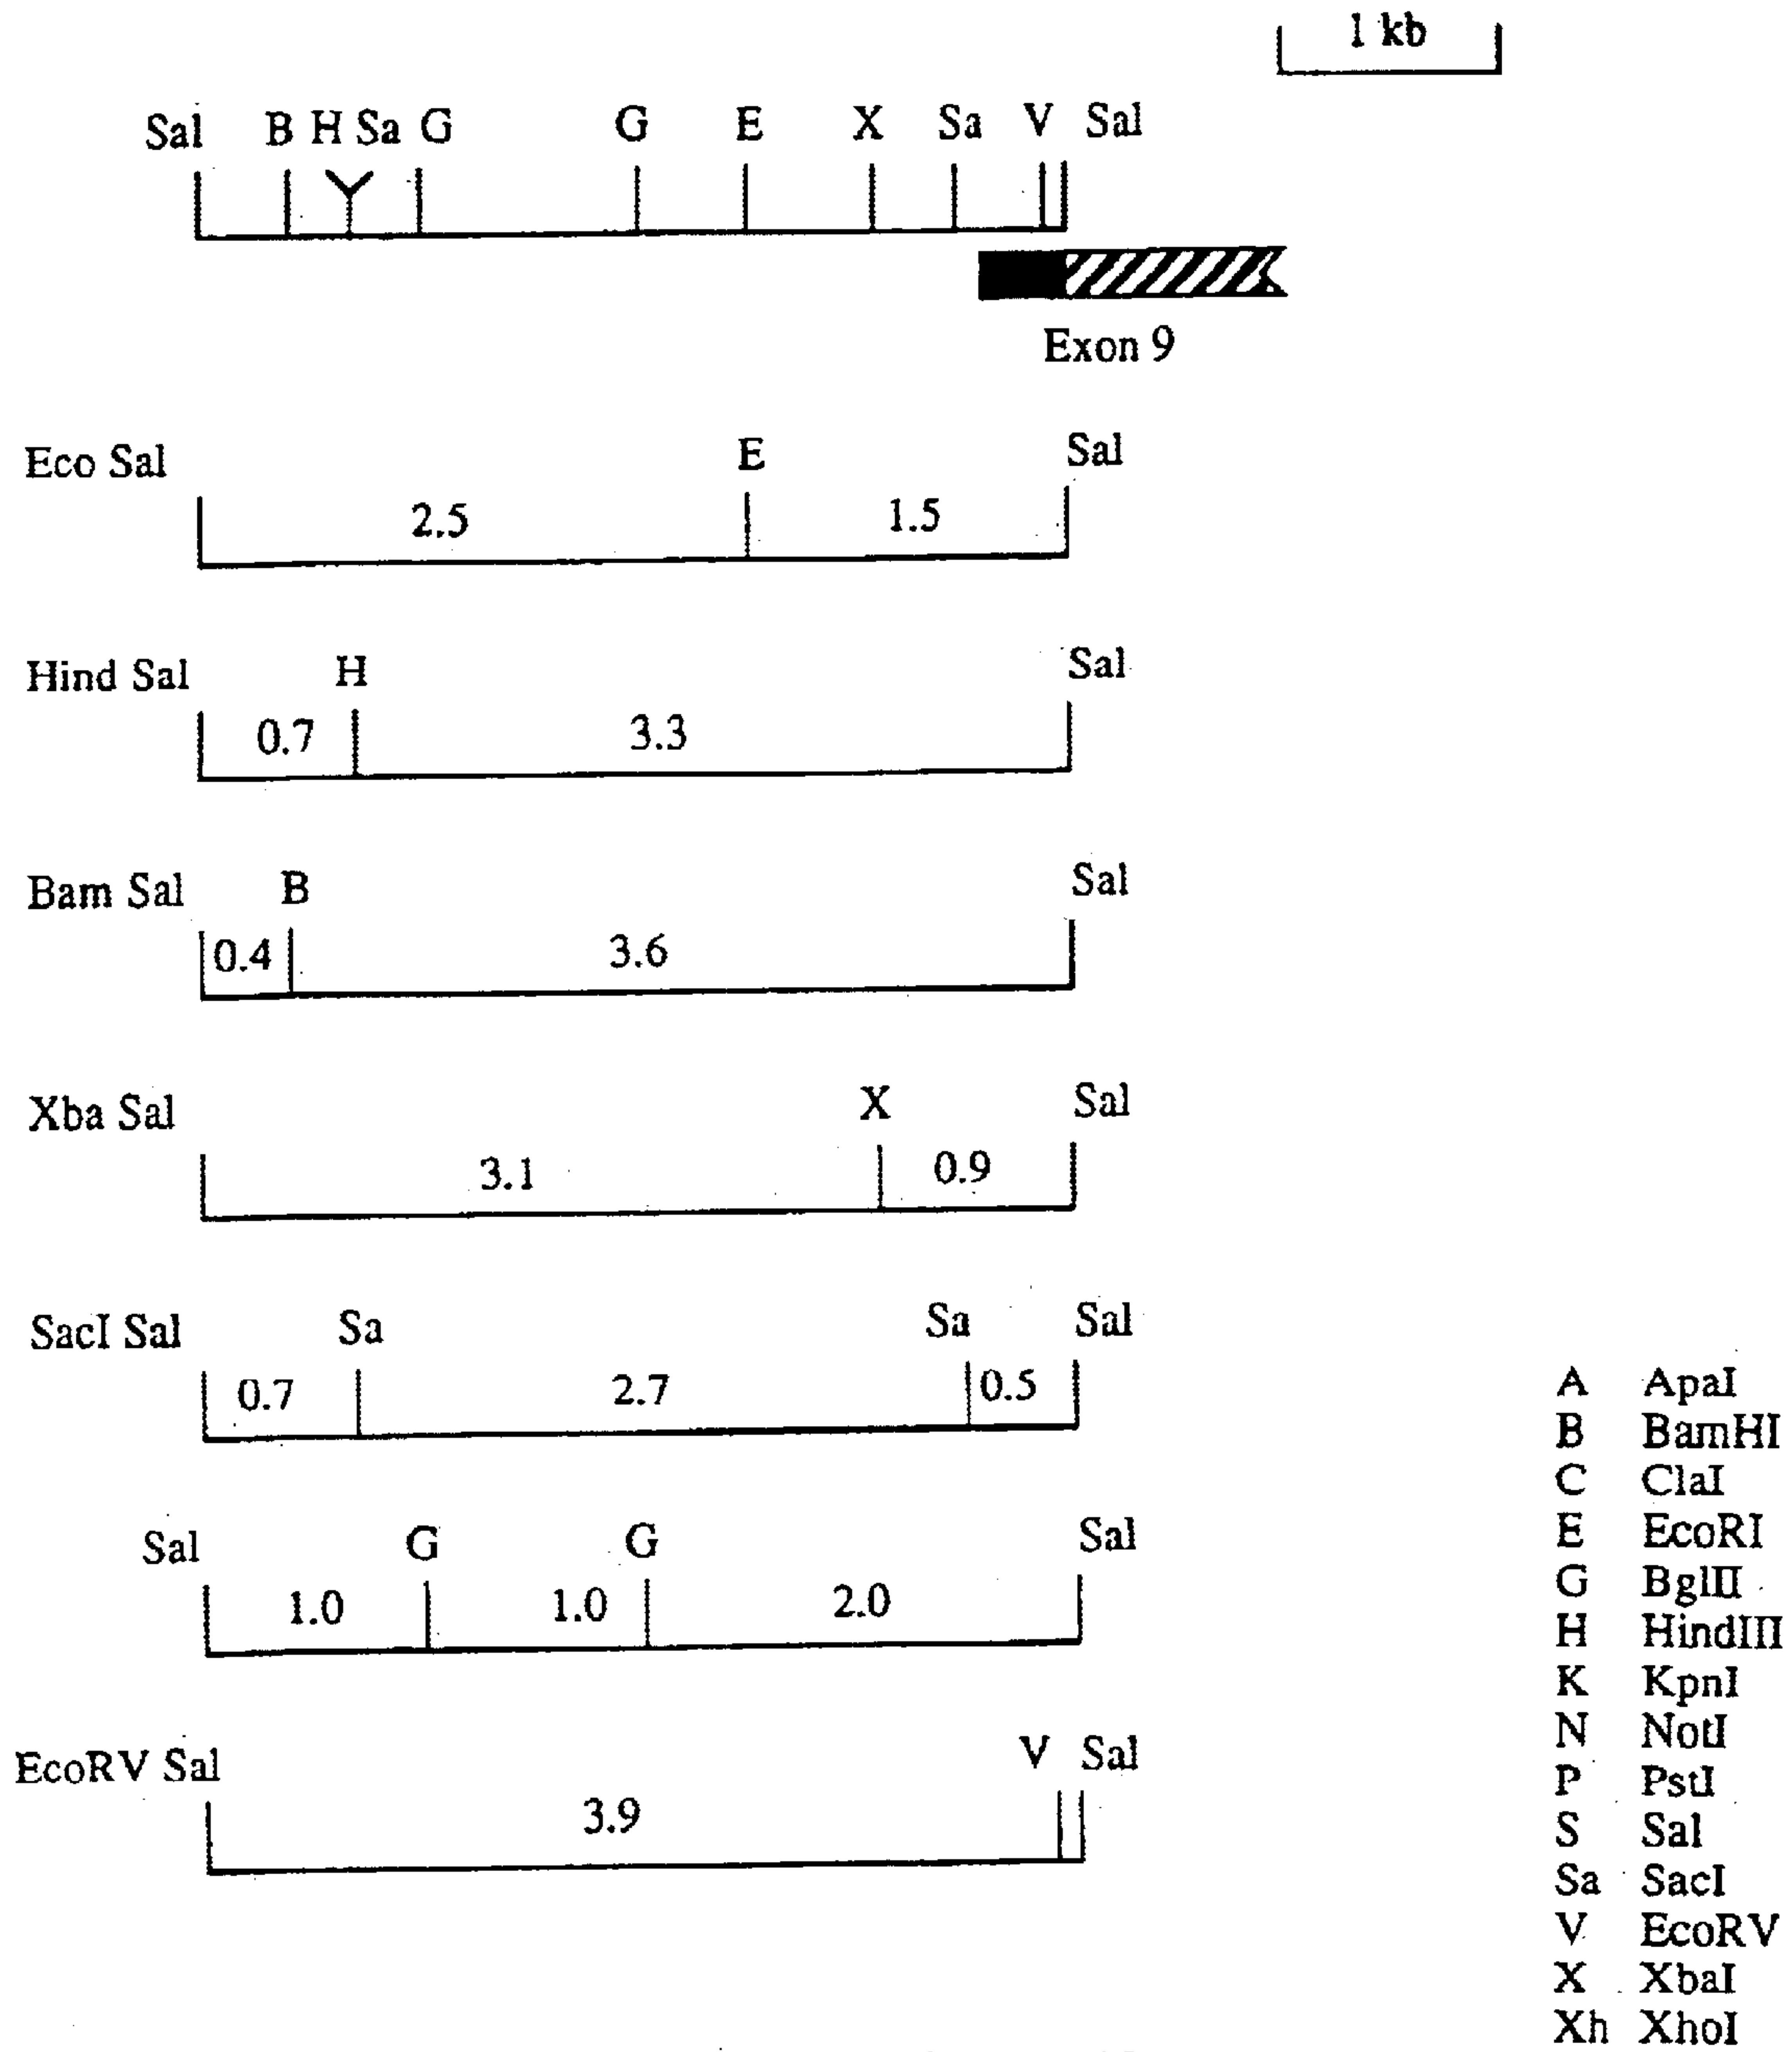 1 kb
Sal B H Sa G G E X Sa V Sal
Exon 9
Eco Sal E Sal
2.5 1.5
Hind Sal H Sal
0.7 3.3
Bam Sal B Sal
0.4 3.6
Xba Sal X Sal
3.1 0.9
SacI Sal Sa Sa Sal
0.7 2.7 0.5
Sal G G Sal
1.0 1.0 2.0
EcoRV Sal V Sal
3.9
A ApaI
B BamHI
C ClaI
E EcoRI
G BglII
H HindIII
K KpnI
N NotI
P PstI
S Sal
Sa SacI
V EcoRV
X XbaI
Xh XhoI